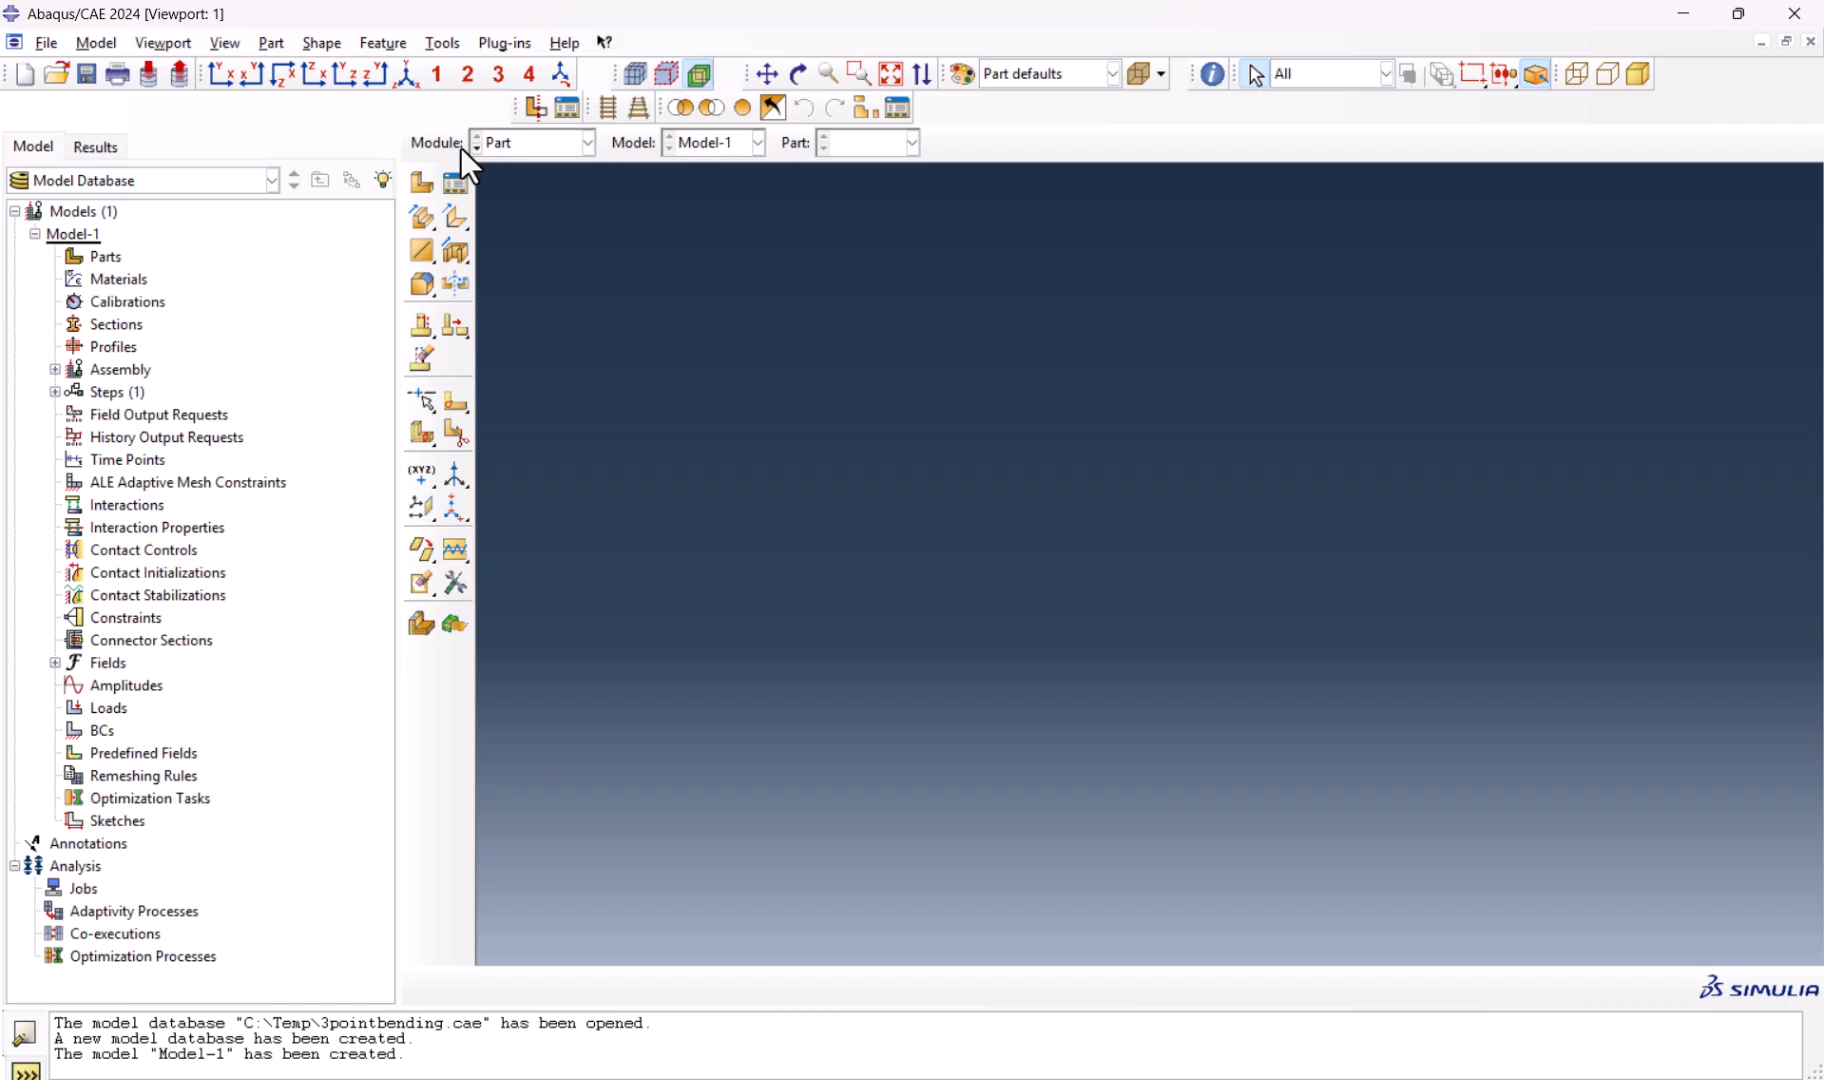 Abaqus/CAE 2024 [Viewport: 1]
File Model Viewport View Part Shape Feature Tools Plug-ins Help
1 2 3 4 Part defaults All
Module: Part Model: Model-1 Part:
Model Results
Model Database
Models (1)
Model-1
Parts
Materials
Calibrations
Sections
Profiles
Assembly
Steps (1)
Field Output Requests
History Output Requests
Time Points
ALE Adaptive Mesh Constraints
Interactions
Interaction Properties
Contact Controls
Contact Initializations
Contact Stabilizations
Constraints
Connector Sections
Fields
Amplitudes
Loads
BCs
Predefined Fields
Remeshing Rules
Optimization Tasks
Sketches
Annotations
Analysis
Jobs
Adaptivity Processes
Co-executions
Optimization Processes
(XYZ)
SIMULIA
The model database "C:\Temp\3pointbending.cae" has been opened.
A new model database has been created.
The model "Model-1" has been created.
>>>